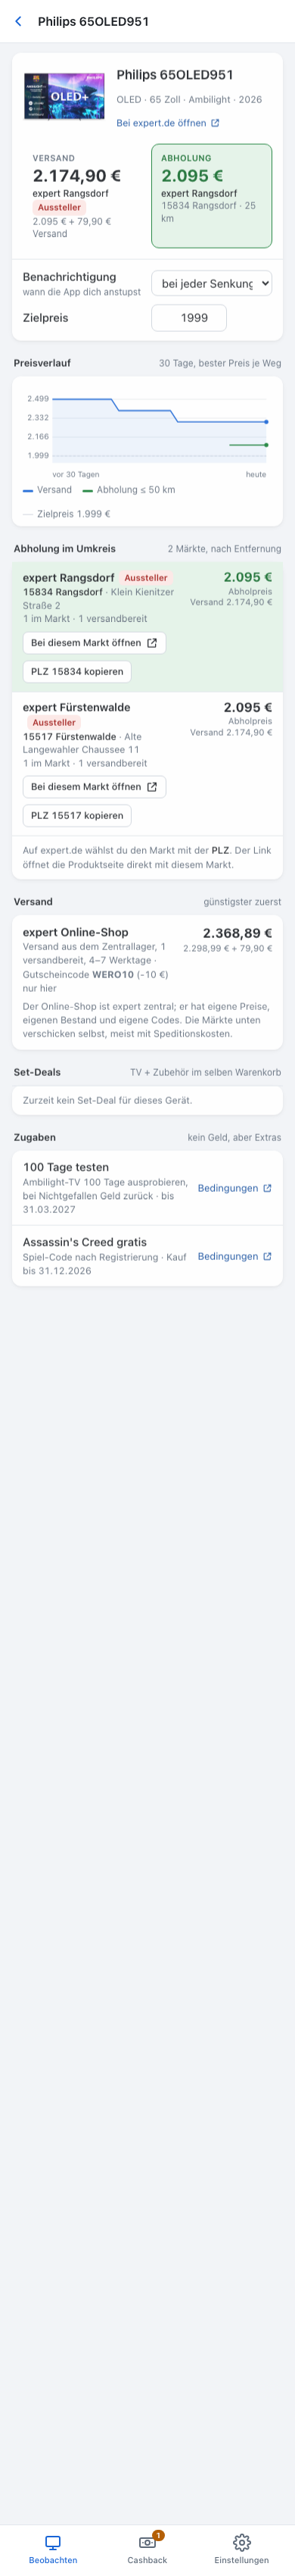 Philips 65OLED951
OLED+
Philips 65OLED951
OLED · 65 Zoll · Ambilight · 2026
Bei expert.de öffnen
VERSAND
2.174,90 €
expert Rangsdorf
Aussteller
2.095 € + 79,90 €
Versand
ABHOLUNG
2.095 €
expert Rangsdorf
15834 Rangsdorf · 25
km
Benachrichtigung
wann die App dich anstupst
bei jeder Senkung
Zielpreis
1999
Preisverlauf
30 Tage, bester Preis je Weg
2.499
2.332
2.166
1.999
vor 30 Tagen
heute
Versand
Abholung ≤ 50 km
Zielpreis 1.999 €
Abholung im Umkreis
2 Märkte, nach Entfernung
expert Rangsdorf Aussteller
15834 Rangsdorf · Klein Kienitzer
Straße 2
1 im Markt · 1 versandbereit
2.095 €
Abholpreis
Versand 2.174,90 €
Bei diesem Markt öffnen
PLZ 15834 kopieren
expert Fürstenwalde
Aussteller
15517 Fürstenwalde · Alte
Langewahler Chaussee 11
1 im Markt · 1 versandbereit
2.095 €
Abholpreis
Versand 2.174,90 €
Bei diesem Markt öffnen
PLZ 15517 kopieren
Auf expert.de wählst du den Markt mit der PLZ. Der Link
öffnet die Produktseite direkt mit diesem Markt.
Versand
günstigster zuerst
expert Online-Shop
Versand aus dem Zentrallager, 1
versandbereit, 4–7 Werktage ·
Gutscheincode WERO10 (-10 €)
nur hier
2.368,89 €
2.298,99 € + 79,90 €
Der Online-Shop ist expert zentral; er hat eigene Preise,
eigenen Bestand und eigene Codes. Die Märkte unten
verschicken selbst, meist mit Speditionskosten.
Set-Deals
TV + Zubehör im selben Warenkorb
Zurzeit kein Set-Deal für dieses Gerät.
Zugaben
kein Geld, aber Extras
100 Tage testen
Ambilight-TV 100 Tage ausprobieren,
bei Nichtgefallen Geld zurück · bis
31.03.2027
Bedingungen
Assassin's Creed gratis
Spiel-Code nach Registrierung · Kauf
bis 31.12.2026
Bedingungen
1
Beobachten
Cashback
Einstellungen